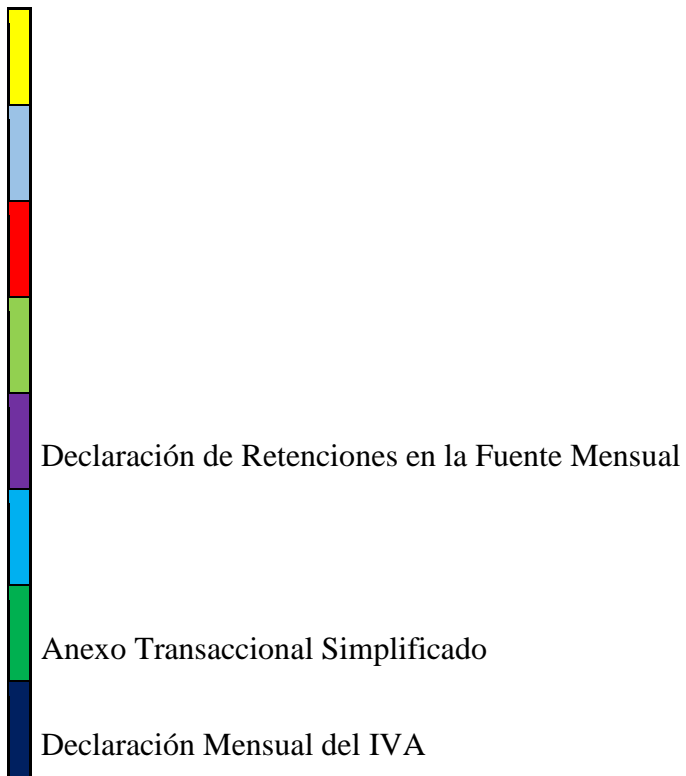 Declaración de Retenciones en la Fuente Mensual
Anexo Transaccional Simplificado
Declaración Mensual del IVA